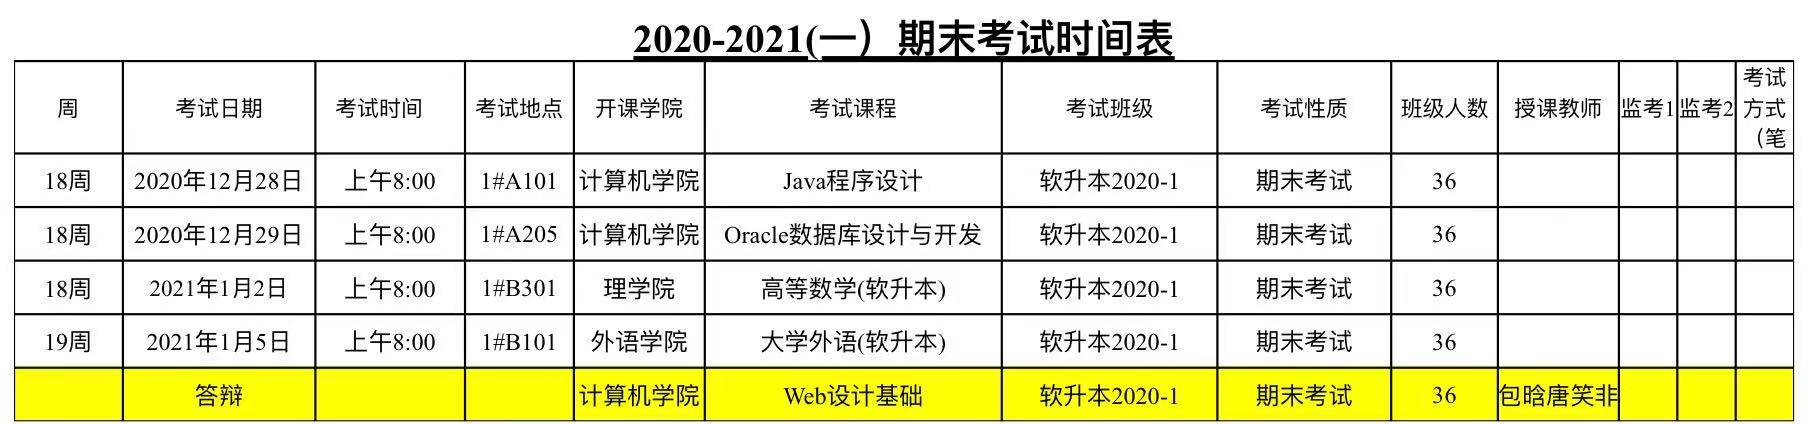 2020-2021(一）期末考试时间表
周 考试日期 考试时间 考试地点 开课学院 考试课程 考试班级 考试性质 班级人数 授课教师 监考1 监考2 考试方式（笔
18周 2020年12月28日 上午8:00 1#A101 计算机学院 Java程序设计 软升本2020-1 期末考试 36
18周 2020年12月29日 上午8:00 1#A205 计算机学院 Oracle数据库设计与开发 软升本2020-1 期末考试 36
18周 2021年1月2日 上午8:00 1#B301 理学院 高等数学(软升本) 软升本2020-1 期末考试 36
19周 2021年1月5日 上午8:00 1#B101 外语学院 大学外语(软升本) 软升本2020-1 期末考试 36
答辩 计算机学院 Web设计基础 软升本2020-1 期末考试 36 包晗唐笑非